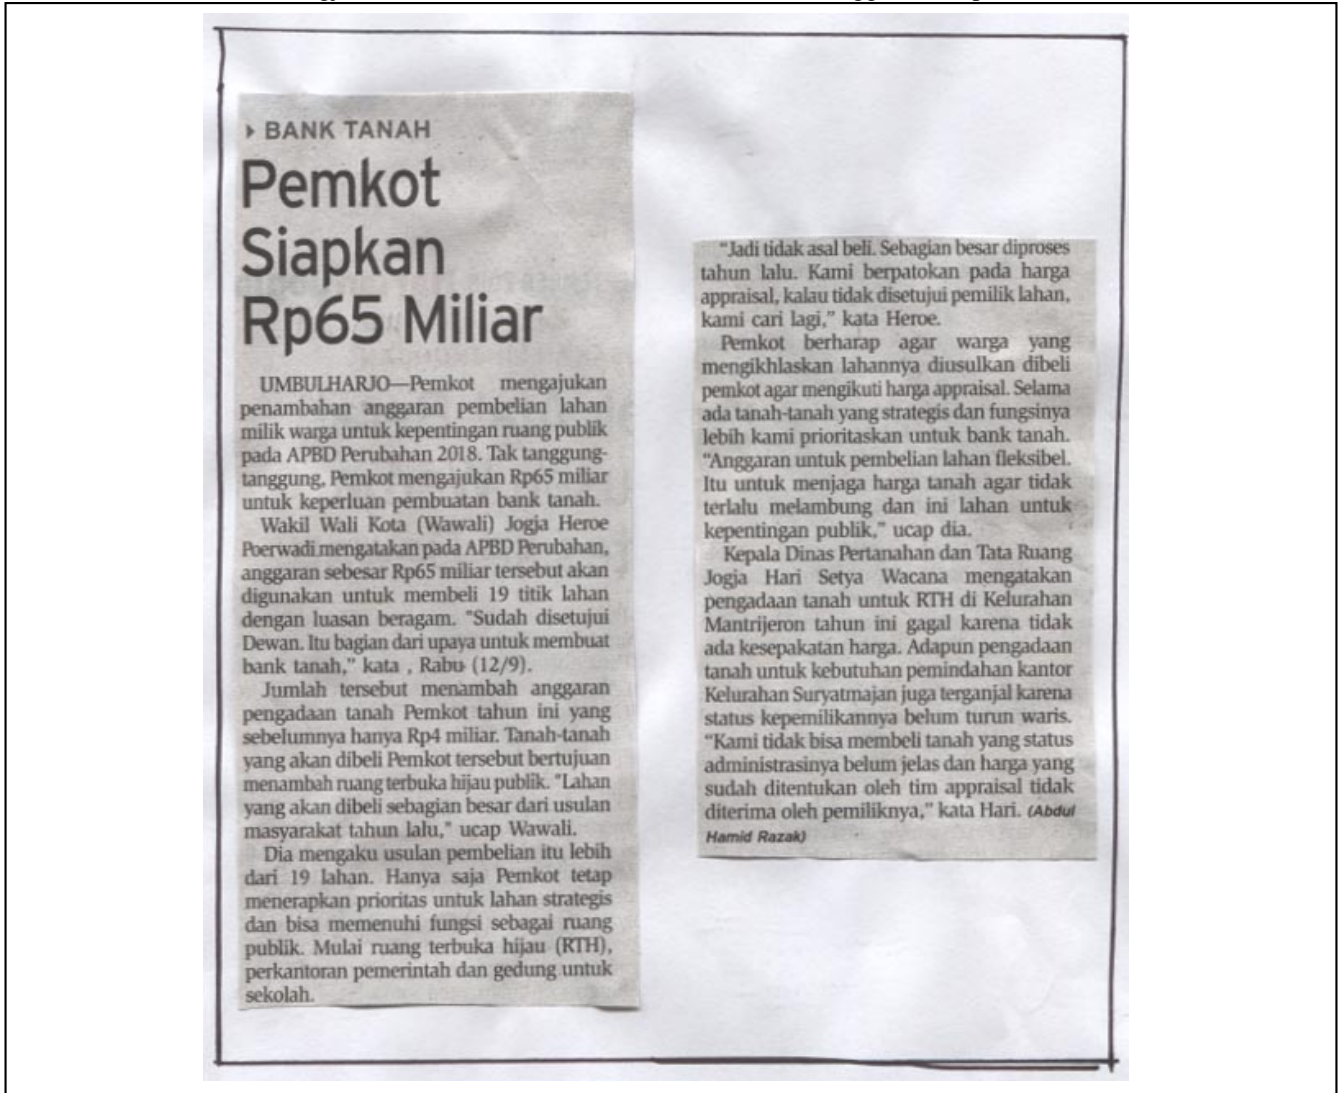 BANK TANAH
Pemkot
Siapkan
Rp65 Miliar
UMBULHARJO—Pemkot mengajukan
penambahan anggaran pembelian lahan
milik warga untuk kepentingan ruang publik
pada APBD Perubahan 2018. Tak tanggung-
tanggung, Pemkot mengajukan Rp65 miliar
untuk keperluan pembuatan bank tanah.
Wakil Wali Kota (Wawali) Jogja Heroe
Poerwadi mengatakan pada APBD Perubahan,
anggaran sebesar Rp65 miliar tersebut akan
digunakan untuk membeli 19 titik lahan
dengan luasan beragam. "Sudah disetujui
Dewan. Itu bagian dari upaya untuk membuat
bank tanah," kata , Rabu (12/9).
Jumlah tersebut menambah anggaran
pengadaan tanah Pemkot tahun ini yang
sebelumnya hanya Rp4 miliar. Tanah-tanah
yang akan dibeli Pemkot tersebut bertujuan
menambah ruang terbuka hijau publik. "Lahan
yang akan dibeli sebagian besar dari usulan
masyarakat tahun lalu," ucap Wawali.
Dia mengaku usulan pembelian itu lebih
dari 19 lahan. Hanya saja Pemkot tetap
menerapkan prioritas untuk lahan strategis
dan bisa memenuhi fungsi sebagai ruang
publik. Mulai ruang terbuka hijau (RTH),
perkantoran pemerintah dan gedung untuk
sekolah.
"Jadi tidak asal beli. Sebagian besar diproses
tahun lalu. Kami berpatokan pada harga
appraisal, kalau tidak disetujui pemilik lahan,
kami cari lagi," kata Heroe.
Pemkot berharap agar warga yang
mengikhlaskan lahannya diusulkan dibeli
pemkot agar mengikuti harga appraisal. Selama
ada tanah-tanah yang strategis dan fungsinya
lebih kami prioritaskan untuk bank tanah.
"Anggaran untuk pembelian lahan fleksibel.
Itu untuk menjaga harga tanah agar tidak
terlalu melambung dan ini lahan untuk
kepentingan publik," ucap dia.
Kepala Dinas Pertanahan dan Tata Ruang
Jogja Hari Setya Wacana mengatakan
pengadaan tanah untuk RTH di Kelurahan
Mantrijeron tahun ini gagal karena tidak
ada kesepakatan harga. Adapun pengadaan
tanah untuk kebutuhan pemindahan kantor
Kelurahan Suryatmajan juga terganjal karena
status kepemilikannya belum turun waris.
"Kami tidak bisa membeli tanah yang status
administrasinya belum jelas dan harga yang
sudah ditentukan oleh tim appraisal tidak
diterima oleh pemiliknya," kata Hari. (Abdul
Hamid Razak)